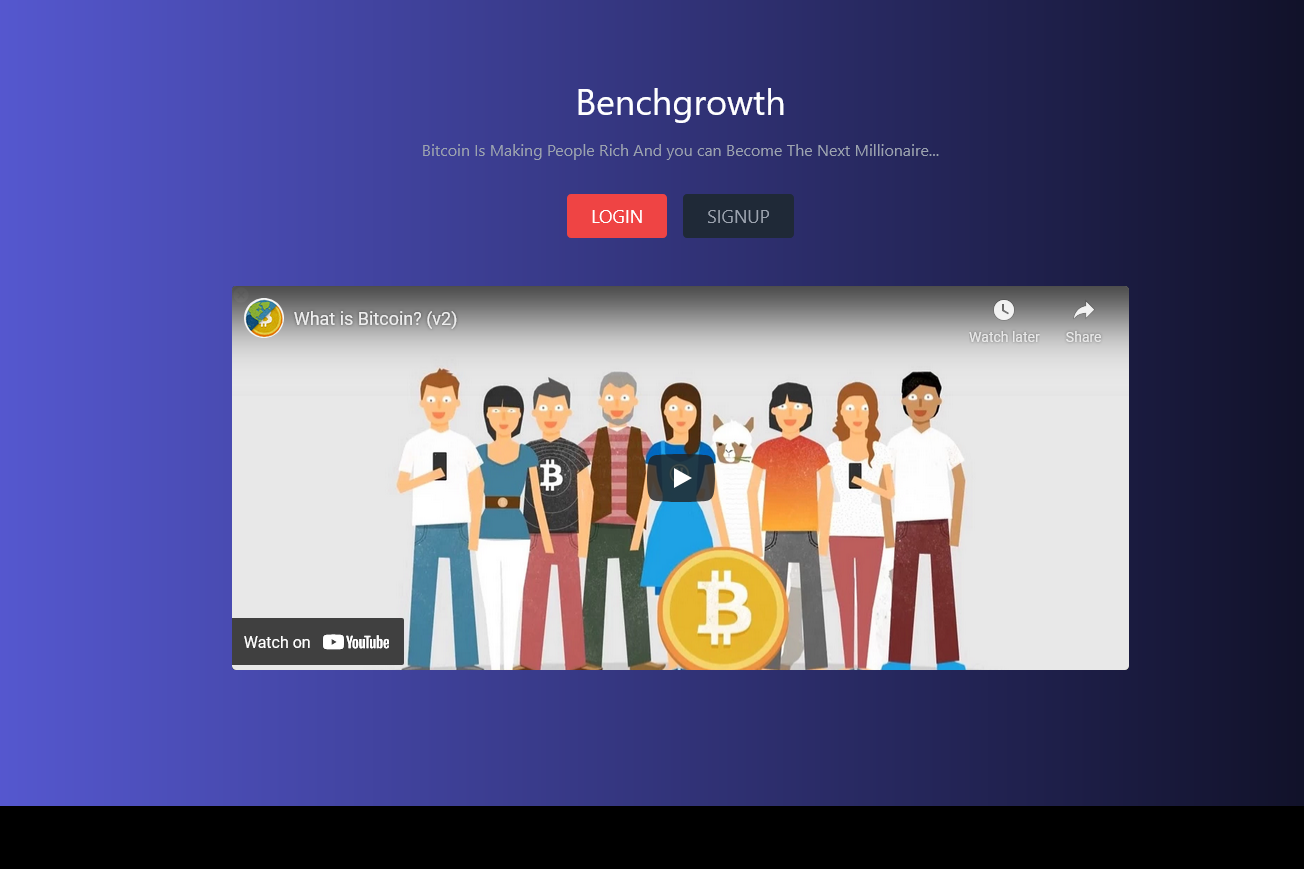 Benchgrowth
Bitcoin Is Making People Rich And you can Become The Next Millionaire...
LOGIN SIGNUP
What is Bitcoin? (v2)
Watch later Share
Watch on YouTube